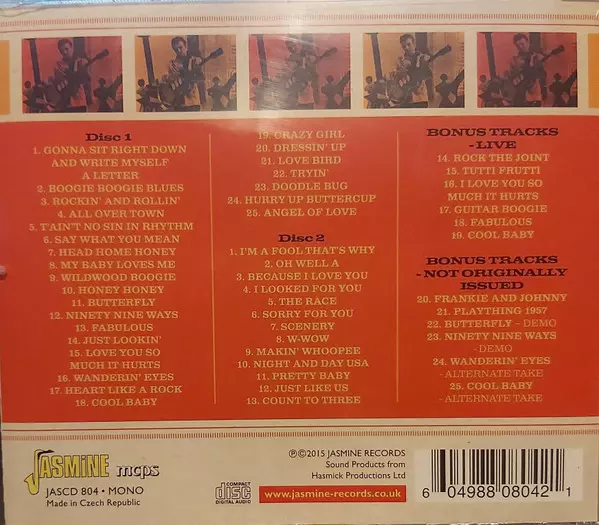 Disc 1
1. GONNA SIT RIGHT DOWN
AND WRITE MYSELF
A LETTER
2. BOOGIE BOOGIE BLUES
3. ROCKIN' AND ROLLIN'
4. ALL OVER TOWN
5. T'AIN'T NO SIN IN RHYTHM
6. SAY WHAT YOU MEAN
7. HEAD HOME HONEY
8. MY BABY LOVES ME
9. WILDWOOD BOOGIE
10. HONEY HONEY
11. BUTTERFLY
12. NINETY NINE WAYS
13. FABULOUS
14. JUST LOOKIN'
15. LOVE YOU SO
MUCH IT HURTS
16. WANDERIN' EYES
17. HEART LIKE A ROCK
18. COOL BABY
19. CRAZY GIRL
20. DRESSIN' UP
21. LOVE BIRD
22. TRYIN'
23. DOODLE BUG
24. HURRY UP BUTTERCUP
25. ANGEL OF LOVE
Disc 2
1. I'M A FOOL THAT'S WHY
2. OH WELL A
3. BECAUSE I LOVE YOU
4. I LOOKED FOR YOU
5. THE RACE
6. SORRY FOR YOU
7. SCENERY
8. W-WOW
9. MAKIN' WHOOPEE
10. NIGHT AND DAY USA
11. PRETTY BABY
12. JUST LIKE US
13. COUNT TO THREE
BONUS TRACKS
- LIVE
14. ROCK THE JOINT
15. TUTTI FRUTTI
16. I LOVE YOU SO
MUCH IT HURTS
17. GUITAR BOOGIE
18. FABULOUS
19. COOL BABY
BONUS TRACKS
- NOT ORIGINALLY
ISSUED
20. FRANKIE AND JOHNNY
21. PLAYTHING 1957
22. BUTTERFLY - DEMO
23. NINETY NINE WAYS
- DEMO
24. WANDERIN' EYES
- ALTERNATE TAKE
25. COOL BABY
- ALTERNATE TAKE
JASMINE mcps
JASCD 804 • MONO
Made in Czech Republic
COMPACT
disc
DIGITAL AUDIO
Ⓟ©2015 JASMINE RECORDS
Sound Products from
Hasmick Productions Ltd
www.jasmine-records.co.uk
6 04988 08042 1